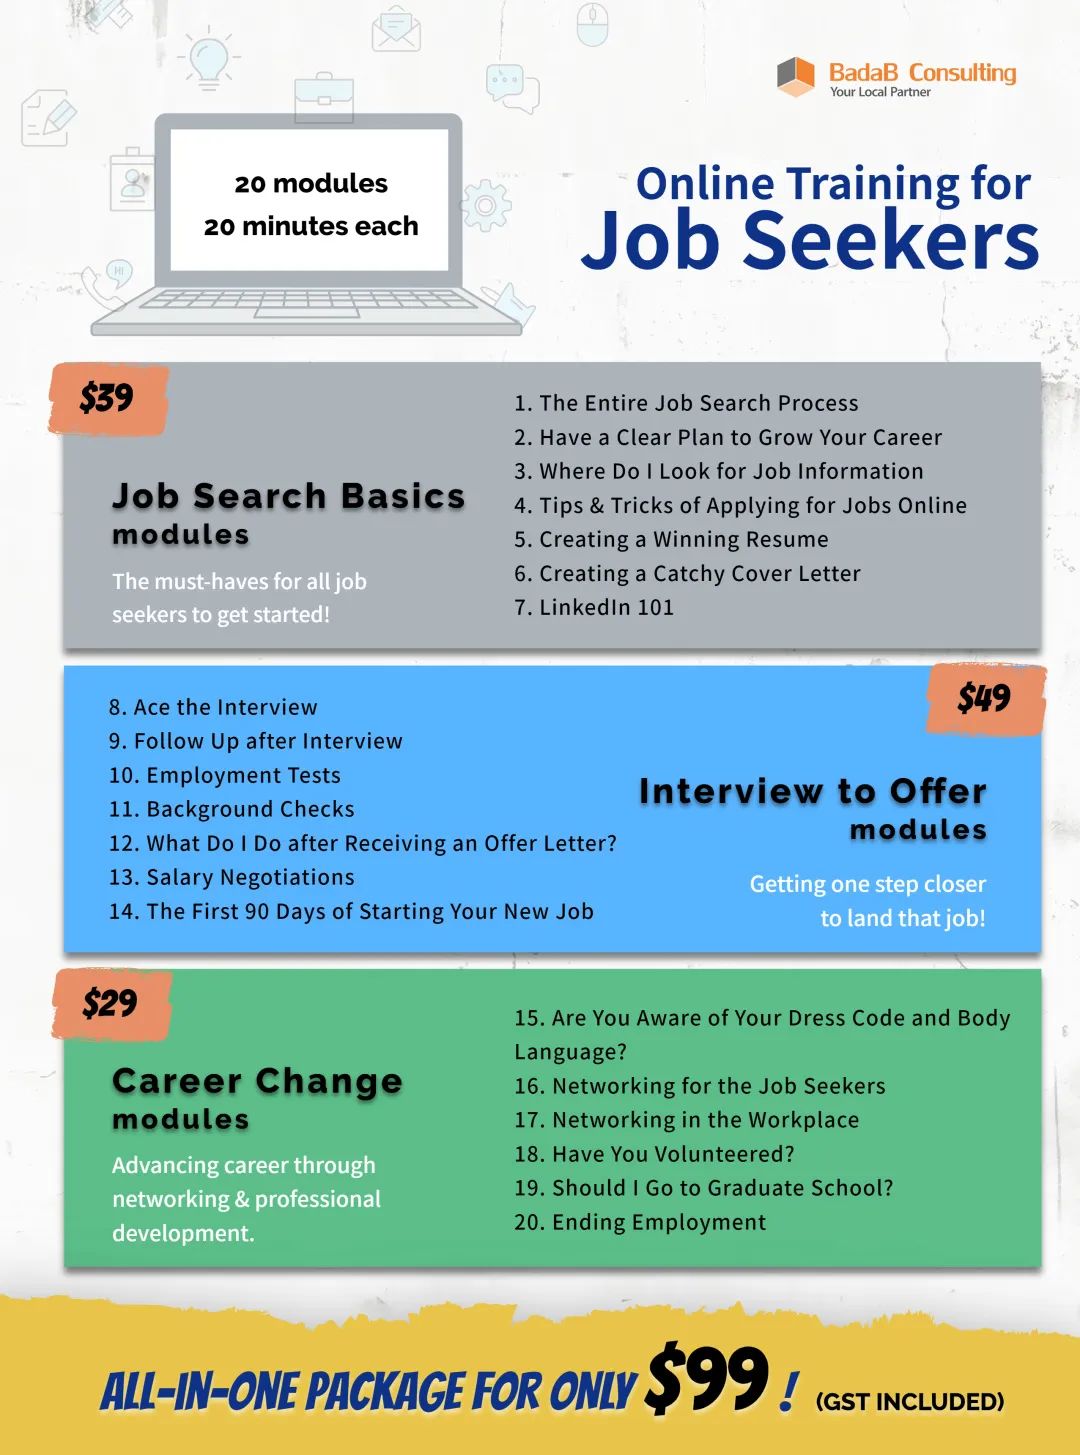 BadaB Consulting
Your Local Partner
20 modules
20 minutes each
Online Training for
Job Seekers
HI
$39
Job Search Basics
modules
The must-haves for all job
seekers to get started!
1. The Entire Job Search Process
2. Have a Clear Plan to Grow Your Career
3. Where Do I Look for Job Information
4. Tips & Tricks of Applying for Jobs Online
5. Creating a Winning Resume
6. Creating a Catchy Cover Letter
7. LinkedIn 101
8. Ace the Interview
9. Follow Up after Interview
10. Employment Tests
11. Background Checks
12. What Do I Do after Receiving an Offer Letter?
13. Salary Negotiations
14. The First 90 Days of Starting Your New Job
$49
Interview to Offer
modules
Getting one step closer
to land that job!
$29
Career Change
modules
Advancing career through
networking & professional
development.
15. Are You Aware of Your Dress Code and Body
Language?
16. Networking for the Job Seekers
17. Networking in the Workplace
18. Have You Volunteered?
19. Should I Go to Graduate School?
20. Ending Employment
ALL-IN-ONE PACKAGE FOR ONLY $99! (GST INCLUDED)